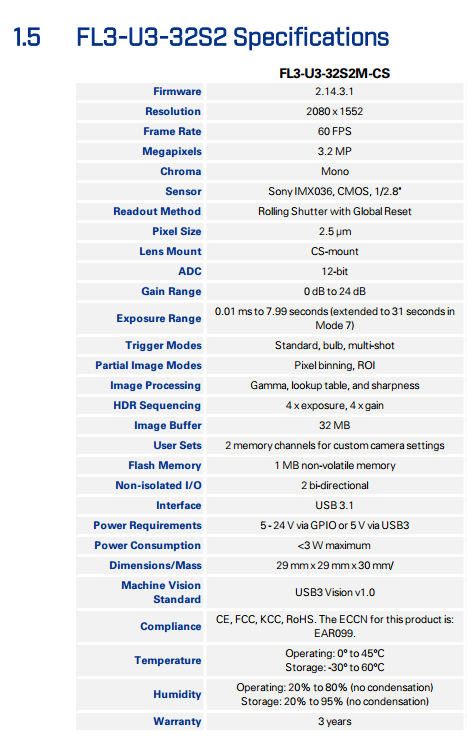 1.5 FL3-U3-32S2 Specifications
FL3-U3-32S2M-CS
Firmware 2.14.3.1
Resolution 2080 x 1552
Frame Rate 60 FPS
Megapixels 3.2 MP
Chroma Mono
Sensor Sony IMX036, CMOS, 1/2.8"
Readout Method Rolling Shutter with Global Reset
Pixel Size 2.5 µm
Lens Mount CS-mount
ADC 12-bit
Gain Range 0 dB to 24 dB
Exposure Range 0.01 ms to 7.99 seconds (extended to 31 seconds in
Mode 7)
Trigger Modes Standard, bulb, multi-shot
Partial Image Modes Pixel binning, ROI
Image Processing Gamma, lookup table, and sharpness
HDR Sequencing 4 x exposure, 4 x gain
Image Buffer 32 MB
User Sets 2 memory channels for custom camera settings
Flash Memory 1 MB non-volatile memory
Non-isolated I/O 2 bi-directional
Interface USB 3.1
Power Requirements 5 - 24 V via GPIO or 5 V via USB3
Power Consumption <3 W maximum
Dimensions/Mass 29 mm x 29 mm x 30 mm/
Machine Vision
Standard USB3 Vision v1.0
Compliance CE, FCC, KCC, RoHS. The ECCN for this product is:
EAR099.
Temperature Operating: 0° to 45°C
Storage: -30° to 60°C
Humidity Operating: 20% to 80% (no condensation)
Storage: 20% to 95% (no condensation)
Warranty 3 years